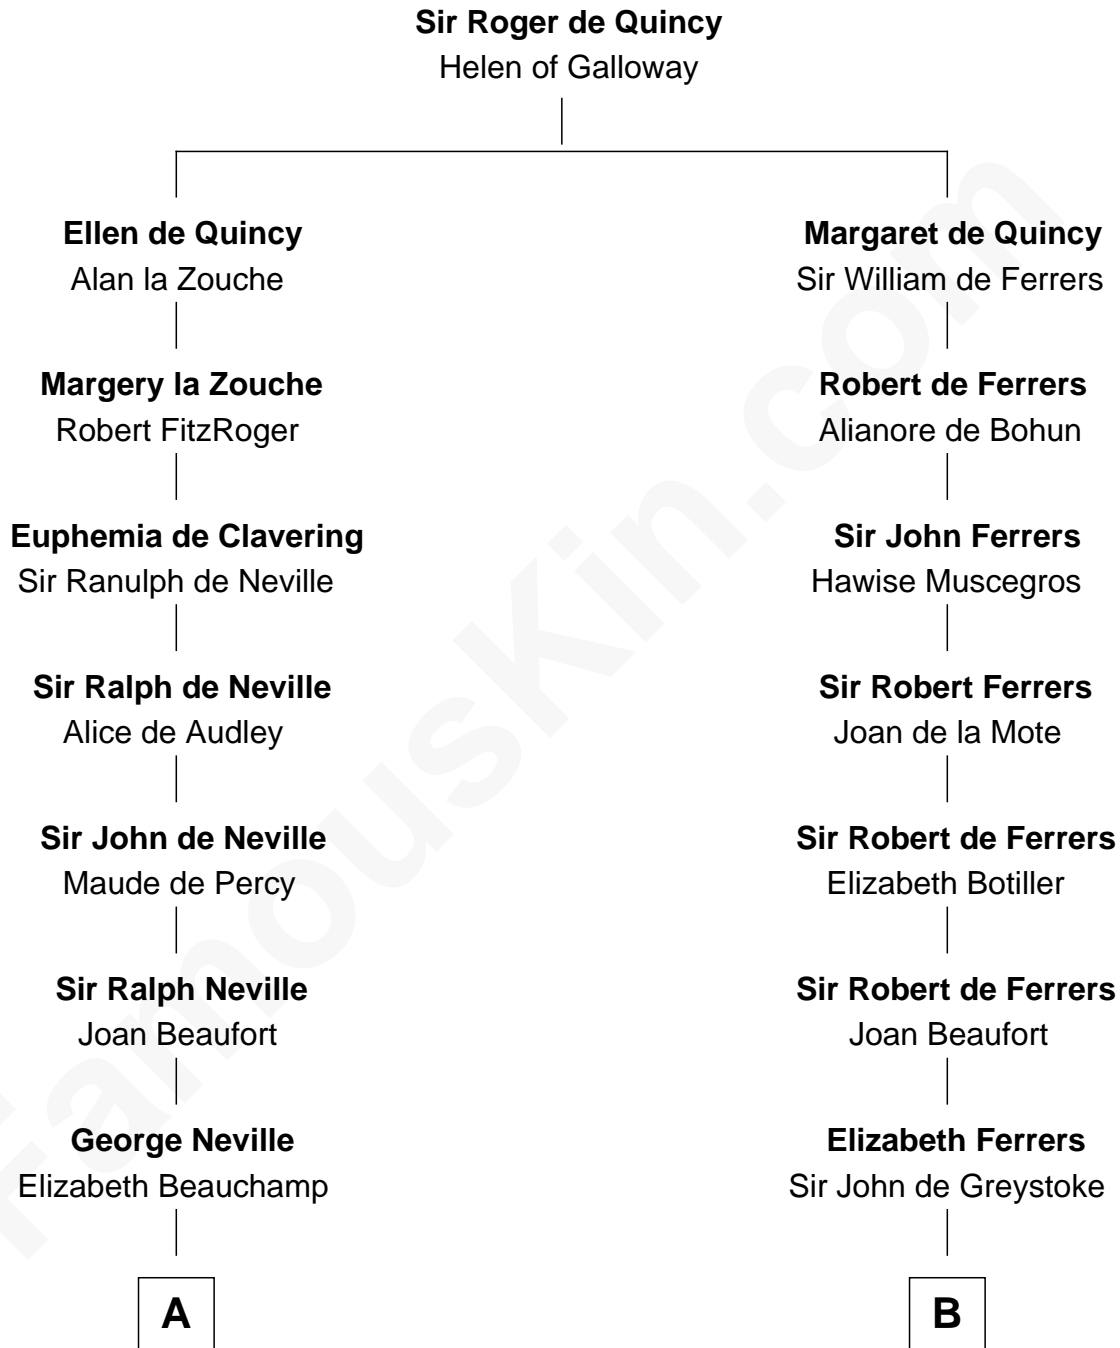 Sir Roger de Quincy
Helen of Galloway
Ellen de Quincy
Alan la Zouche
Margery la Zouche
Robert FitzRoger
Euphemia de Clavering
Sir Ranulph de Neville
Sir Ralph de Neville
Alice de Audley
Sir John de Neville
Maude de Percy
Sir Ralph Neville
Joan Beaufort
George Neville
Elizabeth Beauchamp
A
Margaret de Quincy
Sir William de Ferrers
Robert de Ferrers
Alianore de Bohun
Sir John Ferrers
Hawise Muscegros
Sir Robert Ferrers
Joan de la Mote
Sir Robert de Ferrers
Elizabeth Botiller
Sir Robert de Ferrers
Joan Beaufort
Elizabeth Ferrers
Sir John de Greystoke
B
FamousKin.com